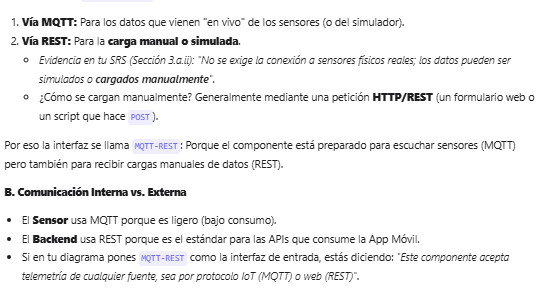 1. Vía MQTT: Para los datos que vienen "en vivo" de los sensores (o del simulador).
2. Vía REST: Para la carga manual o simulada.
○ Evidencia en tu SRS (Sección 3.a.ii): "No se exige la conexión a sensores físicos reales; los datos pueden ser
simulados o cargados manualmente".
○ ¿Cómo se cargan manualmente? Generalmente mediante una petición HTTP/REST (un formulario web o
un script que hace POST).
Por eso la interfaz se llama MQTT-REST: Porque el componente está preparado para escuchar sensores (MQTT)
pero también para recibir cargas manuales de datos (REST).
B. Comunicación Interna vs. Externa
• El Sensor usa MQTT porque es ligero (bajo consumo).
• El Backend usa REST porque es el estándar para las APIs que consume la App Móvil.
• Si en tu diagrama pones MQTT-REST como la interfaz de entrada, estás diciendo: "Este componente acepta
telemetría de cualquier fuente, sea por protocolo IoT (MQTT) o web (REST)".